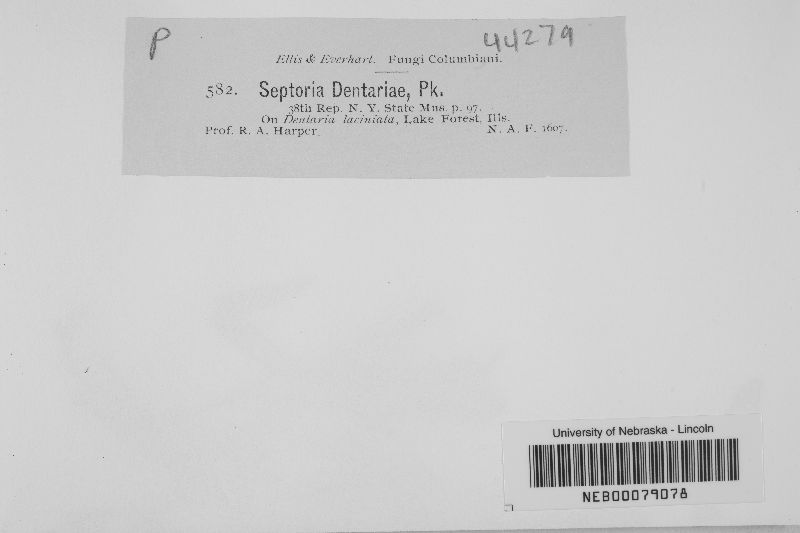 P
44279
Ellis & Everhart. Fungi Columbiani.
582. Septoria Dentariae, Pk.
38th Rep. N. Y. State Mus. p. 97.
On Dentaria laciniata, Lake Forest, Ills.
Prof. R. A. Harper. N. A. F. 1607.
University of Nebraska - Lincoln
NEB00079078